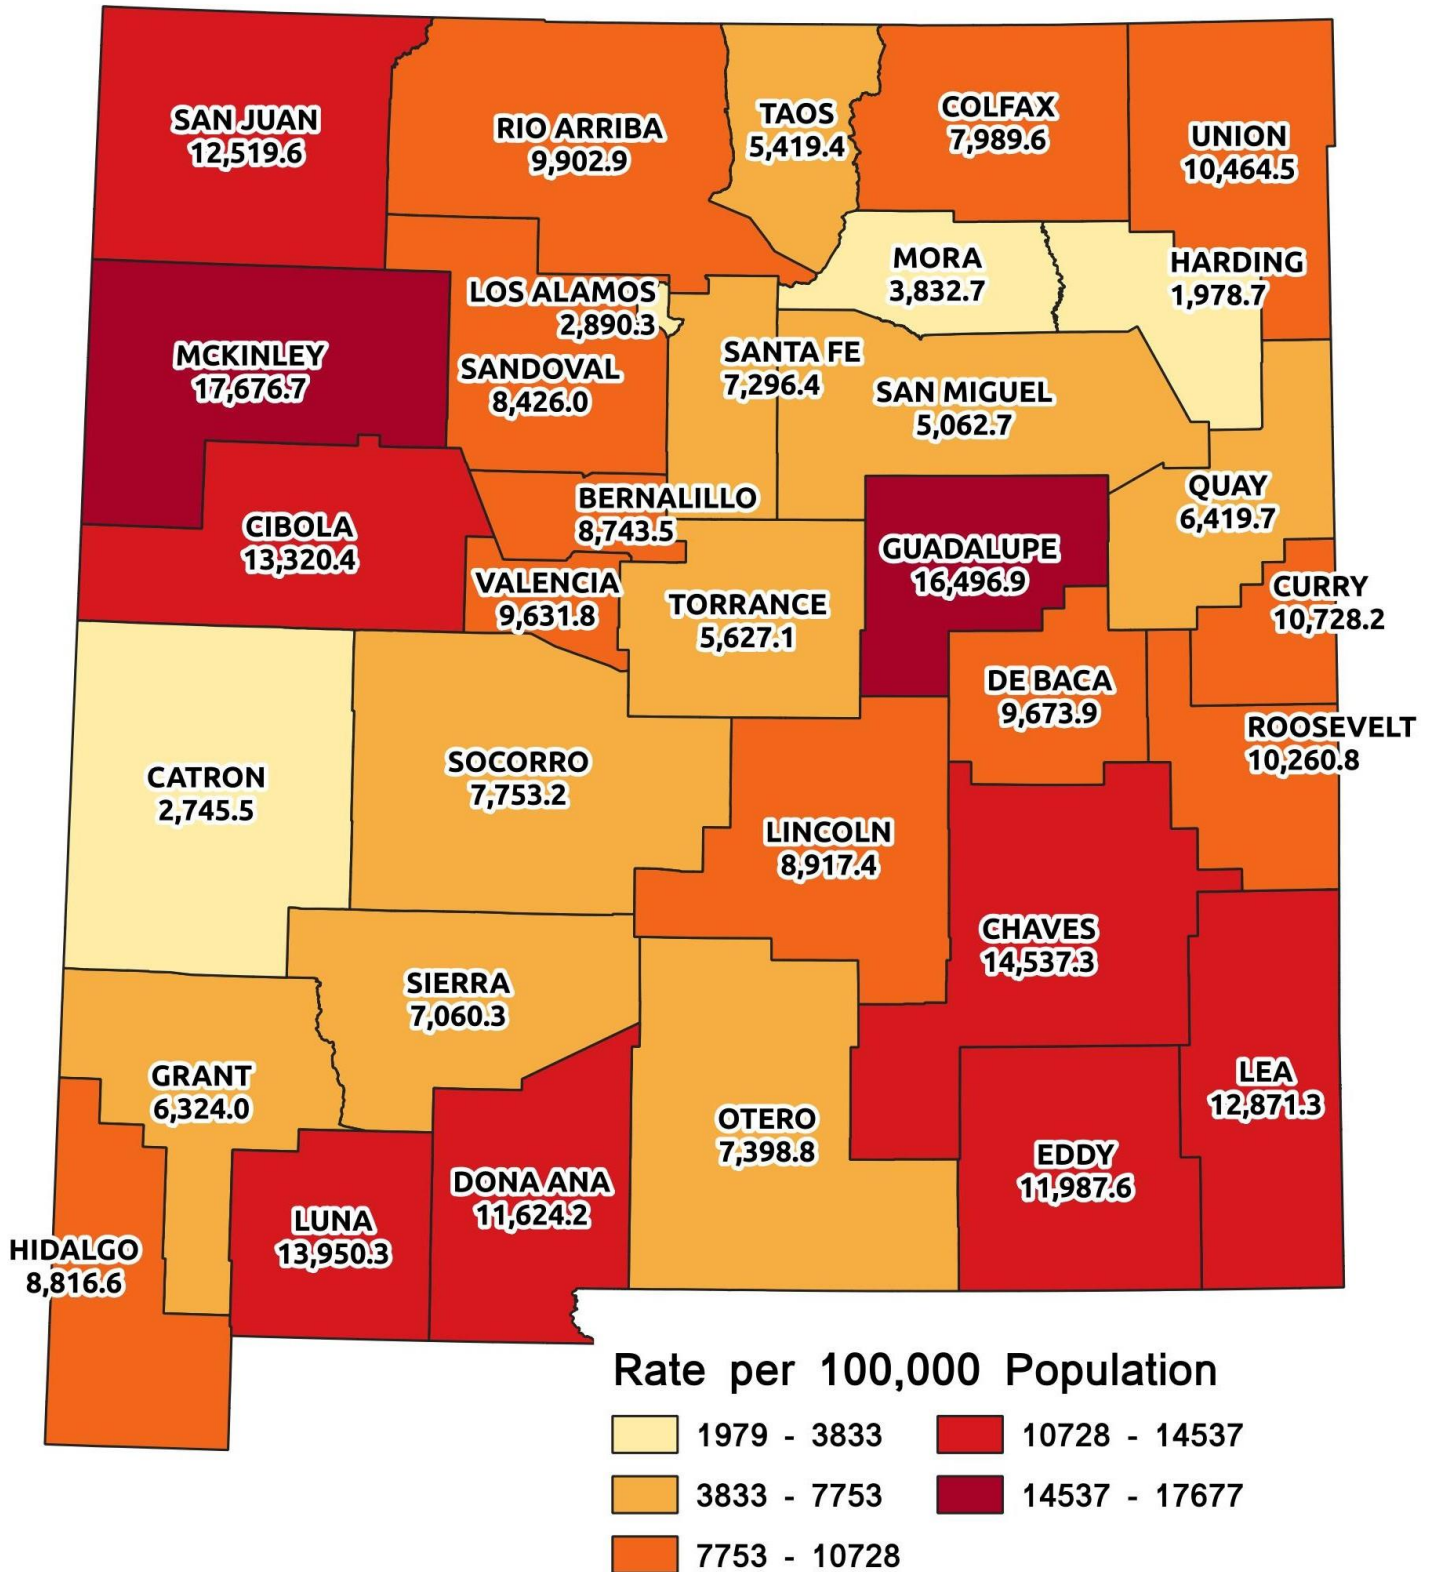 SAN JUAN
12,519.6
RIO ARRIBA
9,902.9
TAOS
5,419.4
COLFAX
7,989.6
UNION
10,464.5
MORA
3,832.7
HARDING
1,978.7
LOS ALAMOS
2,890.3
MCKINLEY
17,676.7
SANDOVAL
8,426.0
SANTA FE
7,296.4
SAN MIGUEL
5,062.7
QUAY
6,419.7
BERNALILLO
8,743.5
CIBOLA
13,320.4
GUADALUPE
16,496.9
VALENCIA
9,631.8
TORRANCE
5,627.1
CURRY
10,728.2
DE BACA
9,673.9
ROOSEVELT
10,260.8
CATRON
2,745.5
SOCORRO
7,753.2
LINCOLN
8,917.4
CHAVES
14,537.3
SIERRA
7,060.3
GRANT
6,324.0
LEA
12,871.3
OTERO
7,398.8
EDDY
11,987.6
DONA ANA
11,624.2
LUNA
13,950.3
HIDALGO
8,816.6
Rate per 100,000 Population
1979 - 3833
10728 - 14537
3833 - 7753
14537 - 17677
7753 - 10728